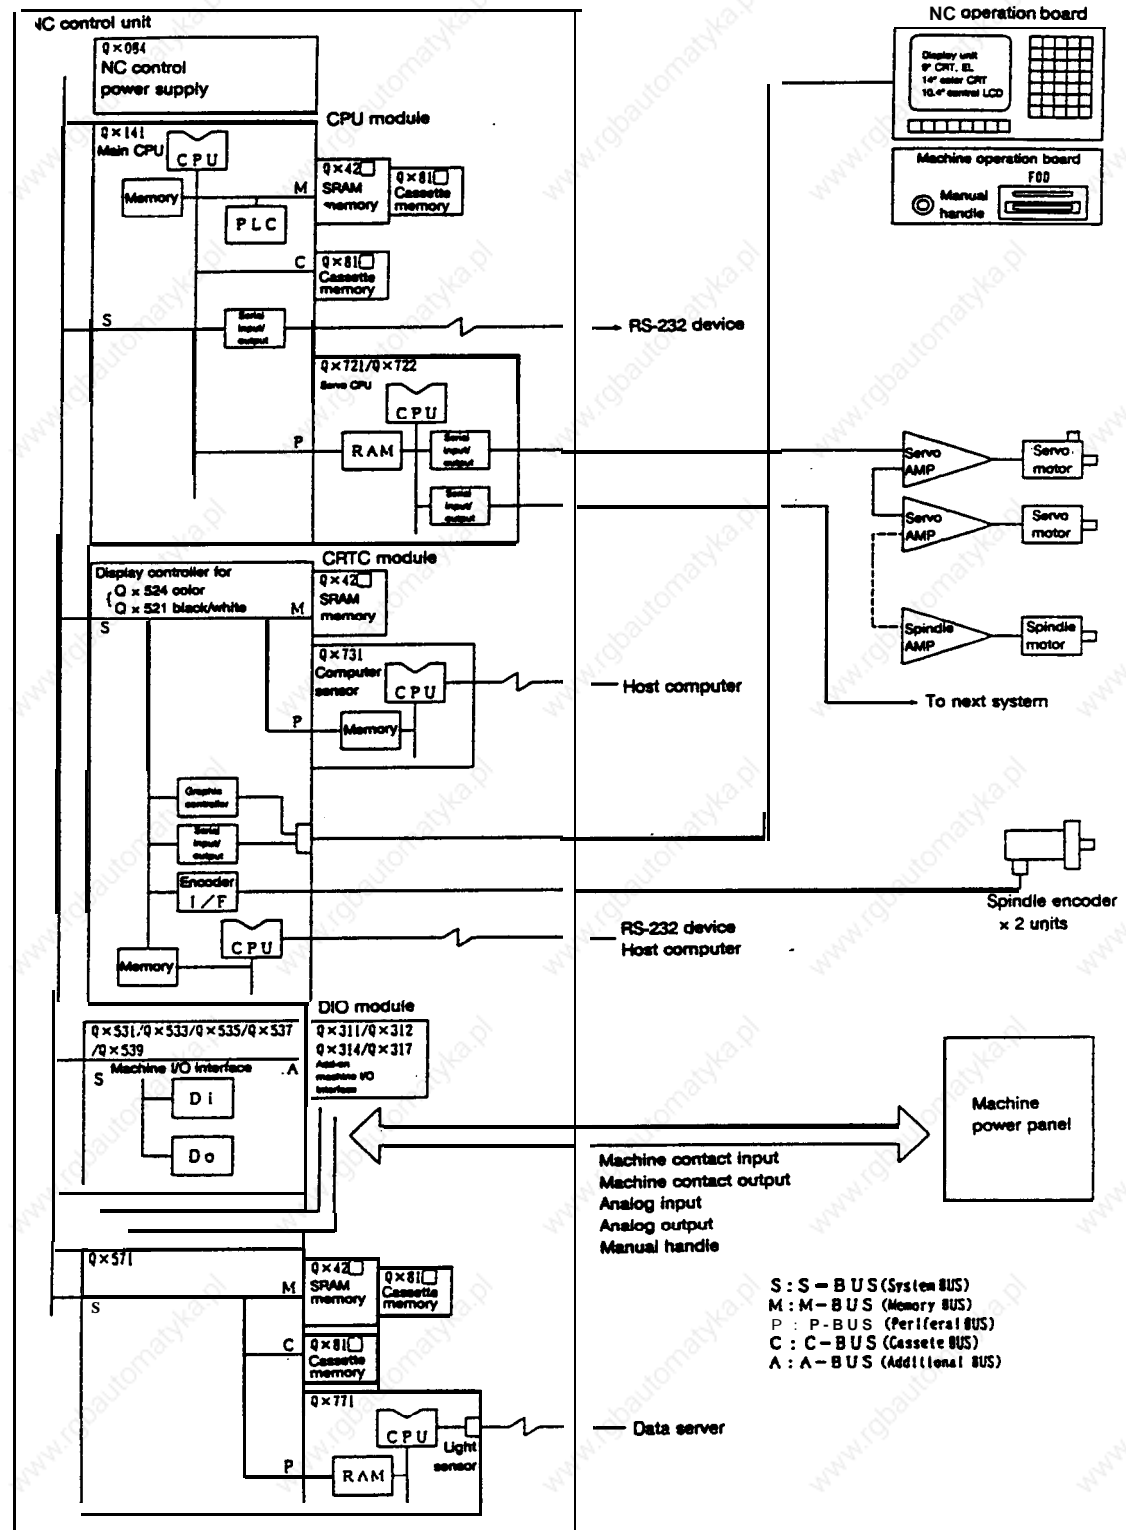 NC control unit
Q×064
NC control
power supply
CPU module
Q×141
Main CPU
CPU
Memory
M
PLC
Q×42□
SRAM
memory
Q×81□
Cassette
memory
C
Q×81□
Cassette
memory
S
Serial
input/
output
RS-232 device
Q×721/Q×722
Servo CPU
CPU
P
RAM
Serial
input/
output
Serial
input/
output
NC operation board
Display unit
9" CRT, EL
14" color CRT
10.4" control LCD
Machine operation board
FDD
Manual
handle
Servo
AMP
Servo
motor
Servo
AMP
Servo
motor
Spindle
AMP
Spindle
motor
To next system
CRTC module
Display controller for
Q × 524 color
Q × 521 black/white
M
S
Q×42□
SRAM
memory
Q×731
Computer
sensor
CPU
P
Memory
Host computer
Graphic
controller
Serial
input/
output
Encoder
I/F
CPU
Memory
RS-232 device
Host computer
Spindle encoder
× 2 units
DIO module
Q×531/Q×533/Q×535/Q×537
/Q×539
Machine I/O interface
S
A
Di
Do
Q×311/Q×312
Q×314/Q×317
Add-on
machine I/O
interface
Machine
power panel
Machine contact input
Machine contact output
Analog input
Analog output
Manual handle
Q×571
M
S
Q×42□
SRAM
memory
Q×81□
Cassette
memory
C
Q×81□
Cassette
memory
Q×771
CPU
Light
sensor
P
RAM
Data server
S : S-BUS (System BUS)
M : M-BUS (Memory BUS)
P : P-BUS (Periferal BUS)
C : C-BUS (Cassete BUS)
A : A-BUS (Additional BUS)
www.rgbautomatyka.pl